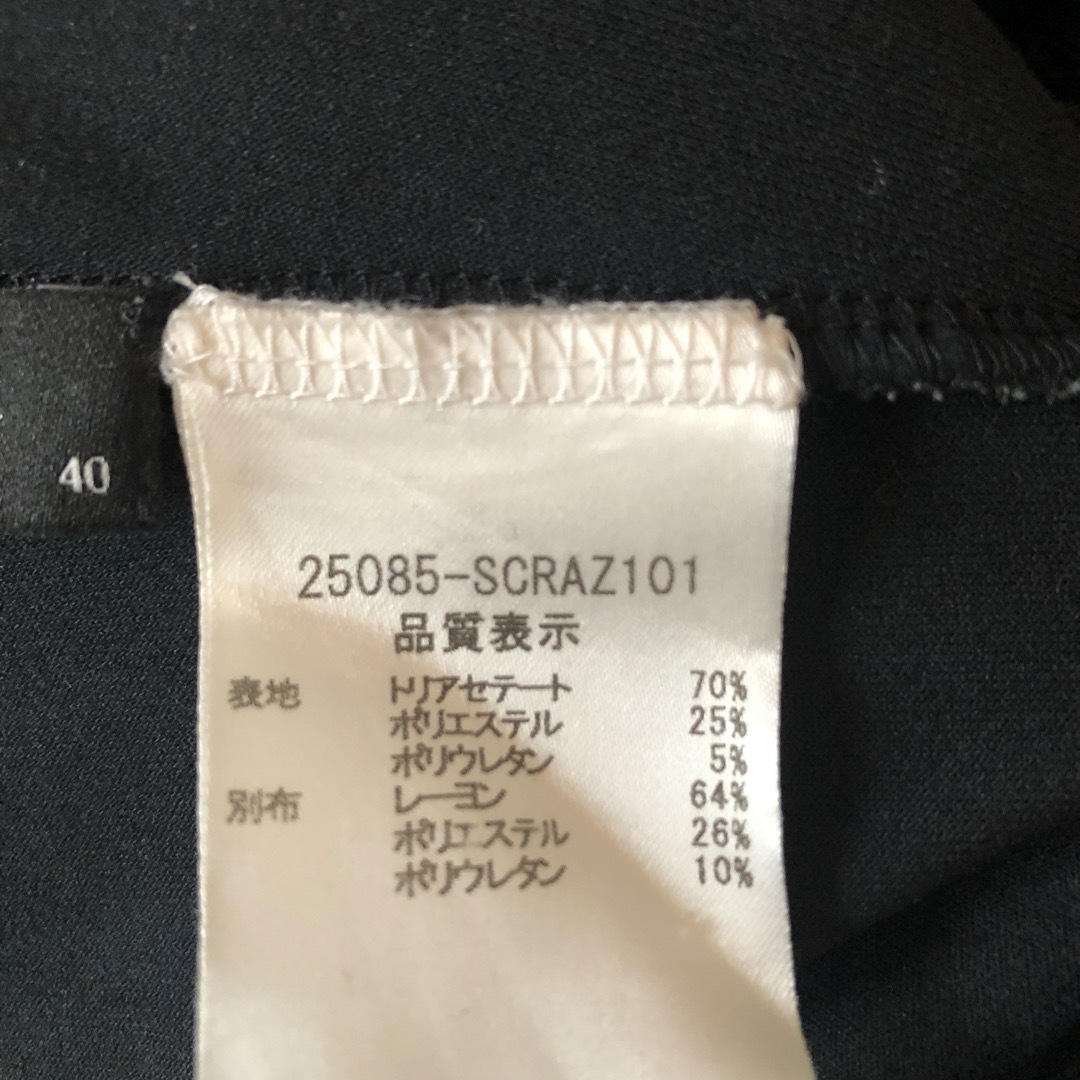 40
25085-SCRAZ101
品質表示
表地 トリアセテート 70%
ポリエステル 25%
ポリウレタン 5%
別布 レーヨン 64%
ポリエステル 26%
ポリウレタン 10%